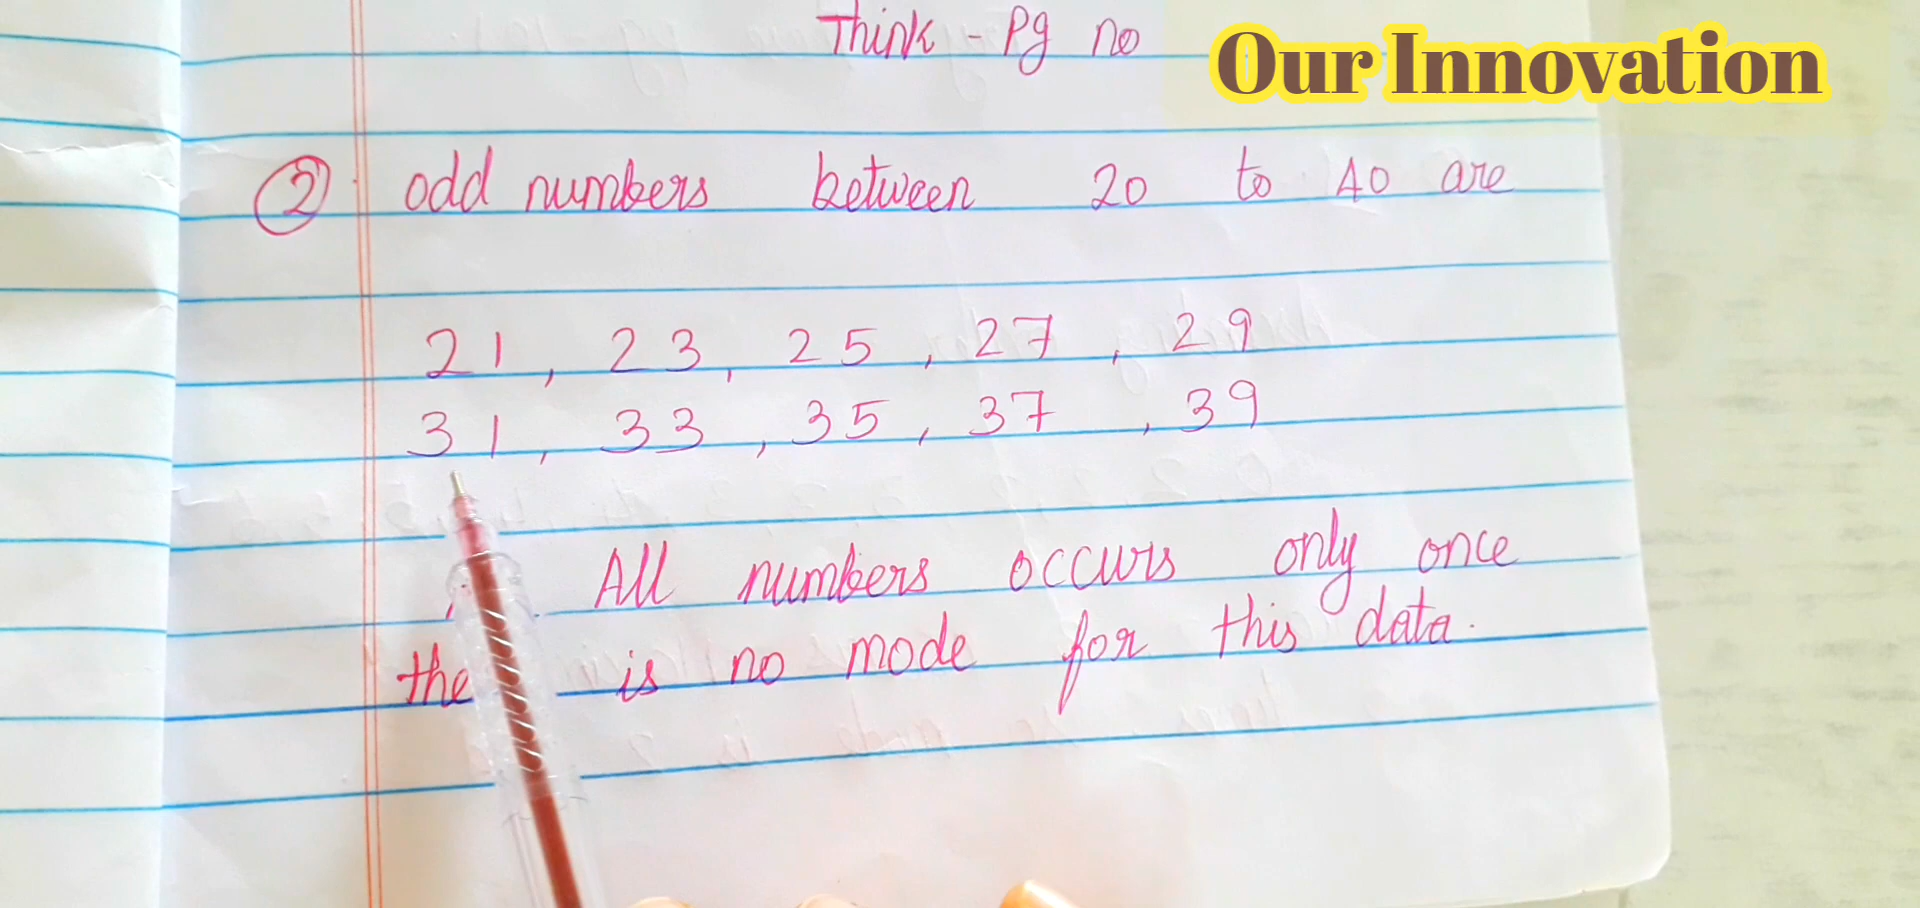 Think - Pg no
Our Innovation
② odd numbers between 20 to 40 are
21, 23, 25, 27, 29
31, 33, 35, 37, 39
All numbers occurs only once
the is no mode for this data.